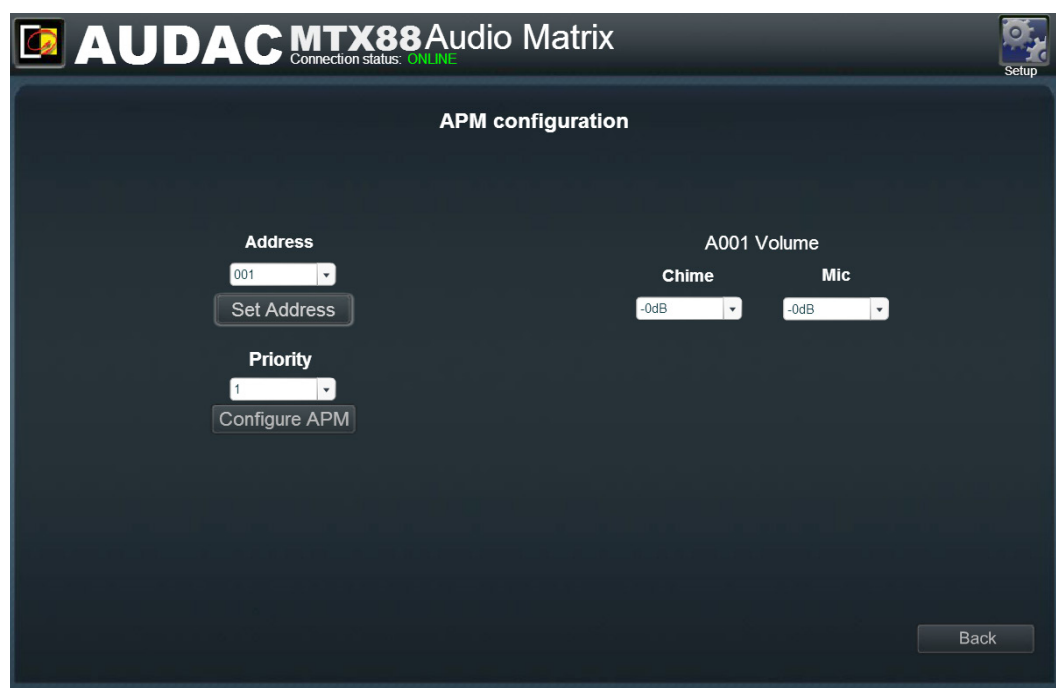 AUDAC MTX88 Audio Matrix
Connection status: ONLINE
Setup
APM configuration
Address
001
Set Address
Priority
1
Configure APM
A001 Volume
Chime Mic
-0dB -0dB
Back